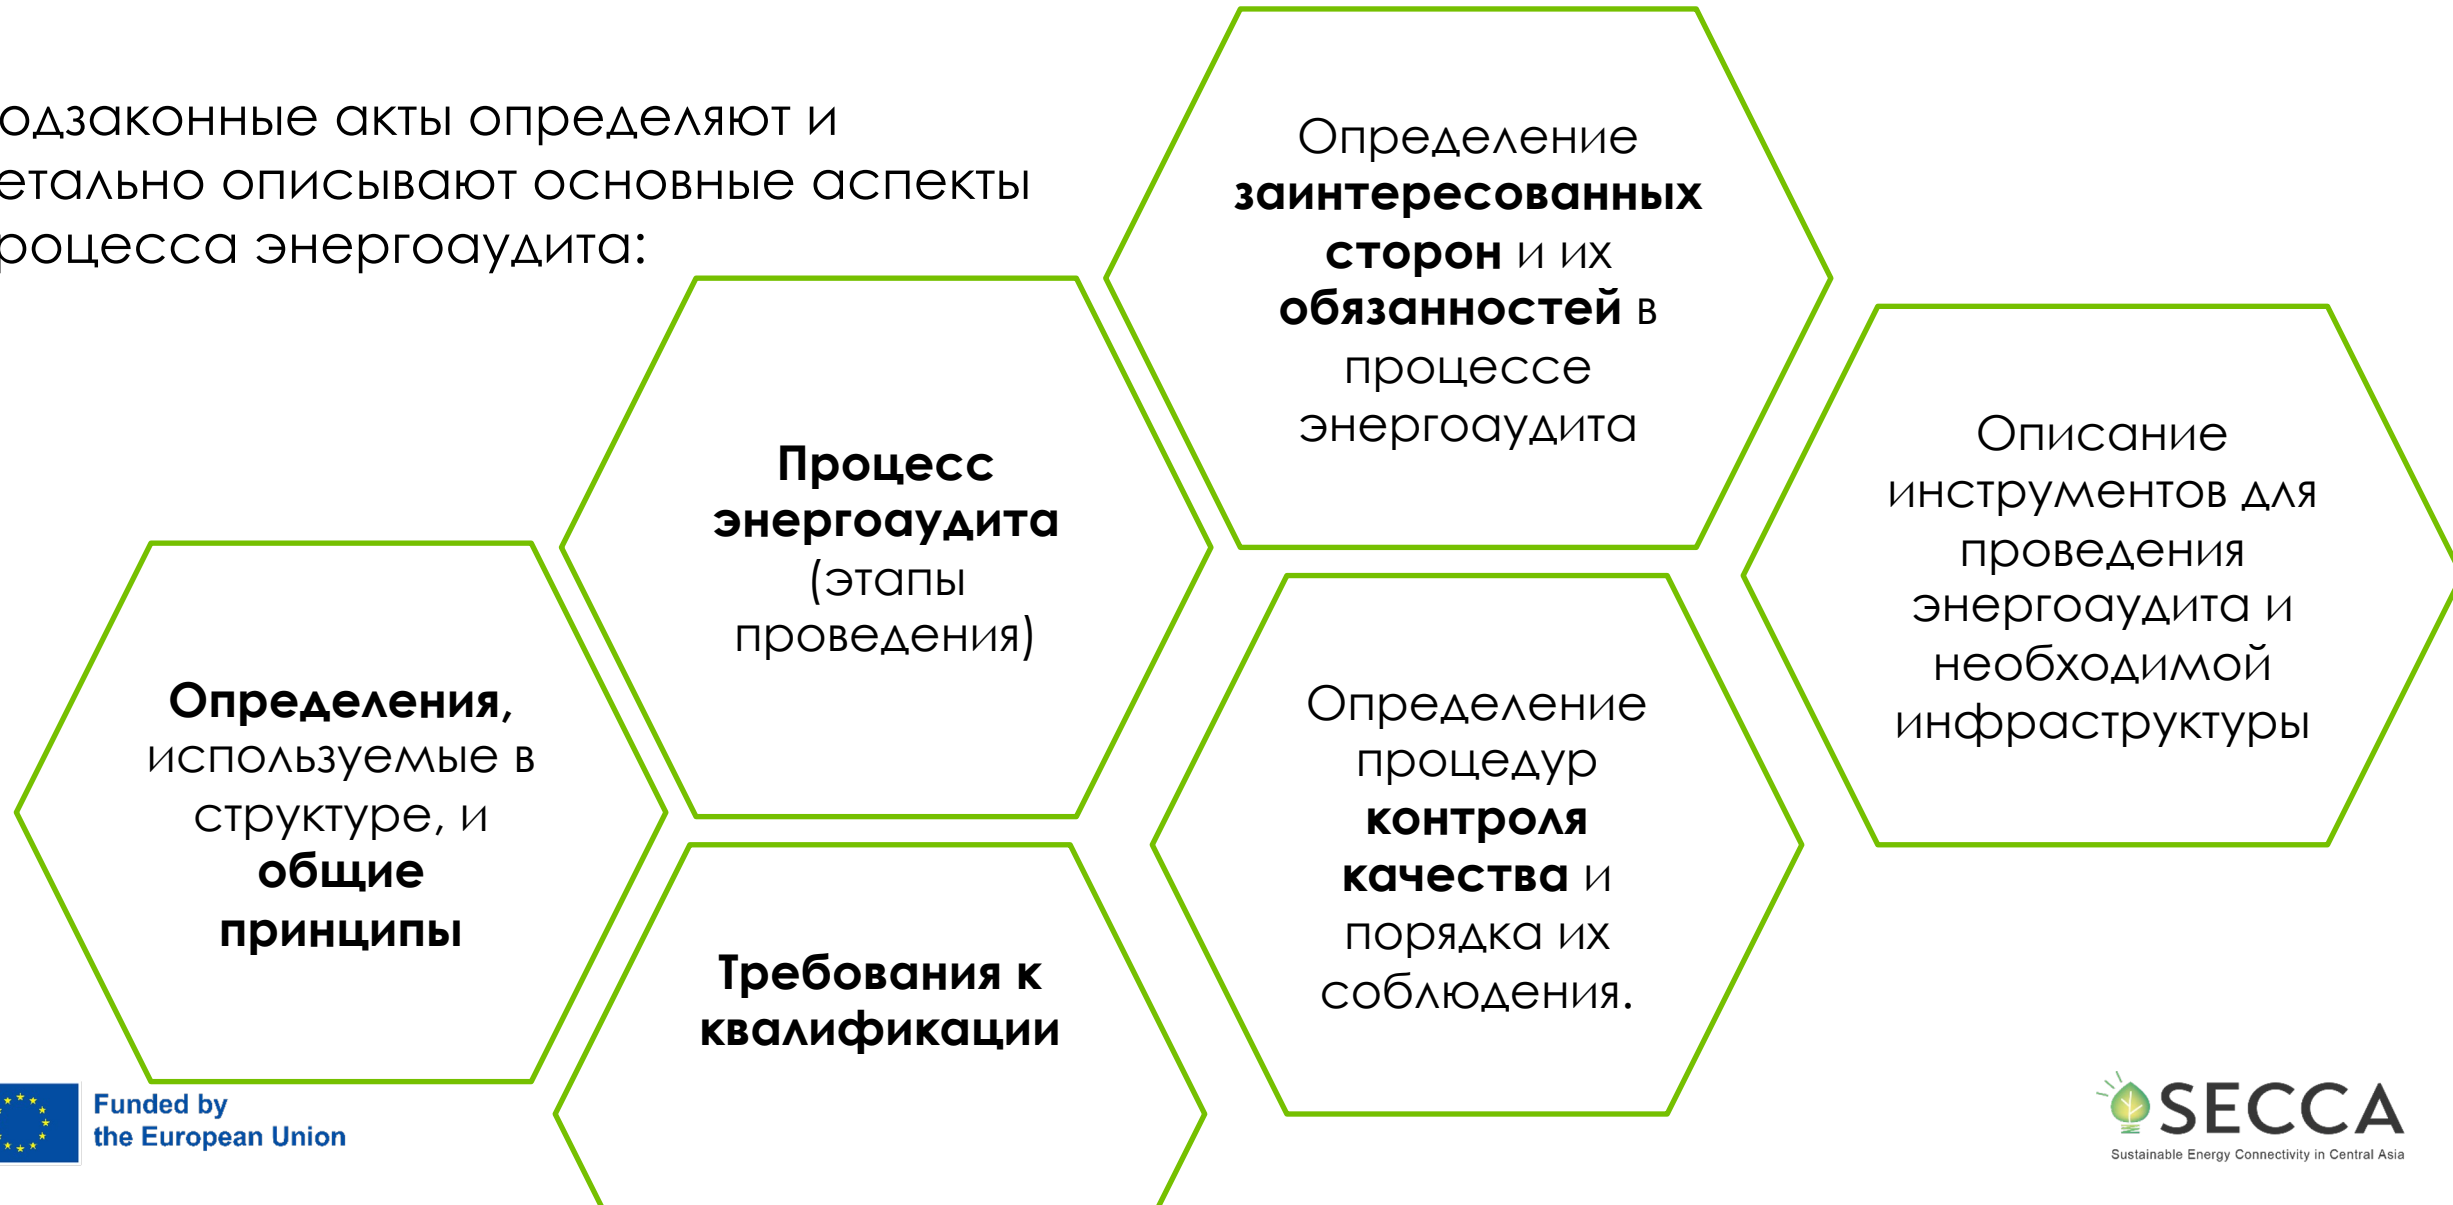 одзаконные акты определяют и
етально описывают основные аспекты
роцесса энергоаудита:
Определения,
используемые в
структуре, и
общие
принципы
Процесс
энергоаудита
(этапы
проведения)
Требования к
квалификации
Определение
заинтересованных
сторон и их
обязанностей в
процессе
энергоаудита
Определение
процедур
контроля
качества и
порядка их
соблюдения.
Описание
инструментов для
проведения
энергоаудита и
необходимой
инфраструктуры
Funded by
the European Union
SECCA
Sustainable Energy Connectivity in Central Asia